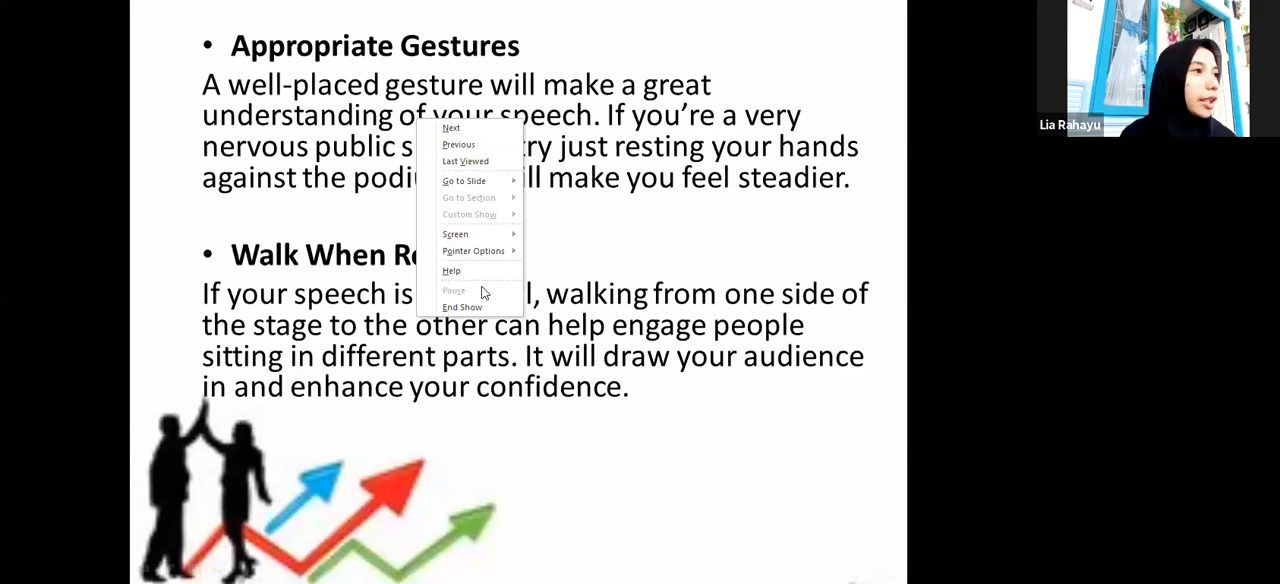 • Appropriate Gestures
A well-placed gesture will make a great
understanding of your speech. If you’re a very
nervous public s try just resting your hands
against the podi ill make you feel steadier.
• Walk When Re
If your speech is l, walking from one side of
the stage to the other can help engage people
sitting in different parts. It will draw your audience
in and enhance your confidence.
Next
Previous
Last Viewed
Go to Slide
Go to Section
Custom Show
Screen
Pointer Options
Help
Pause
End Show
Lia Rahayu